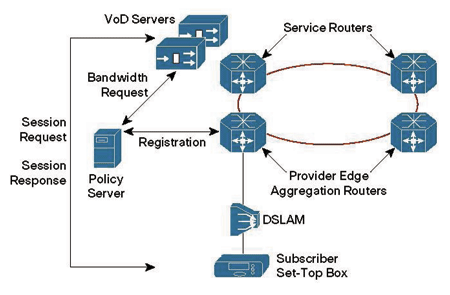 VoD Servers
Service Routers
Bandwidth
Request
Session
Request
Session
Response
Registration
Policy
Server
Provider Edge
Aggregation Routers
DSLAM
Subscriber
Set-Top Box